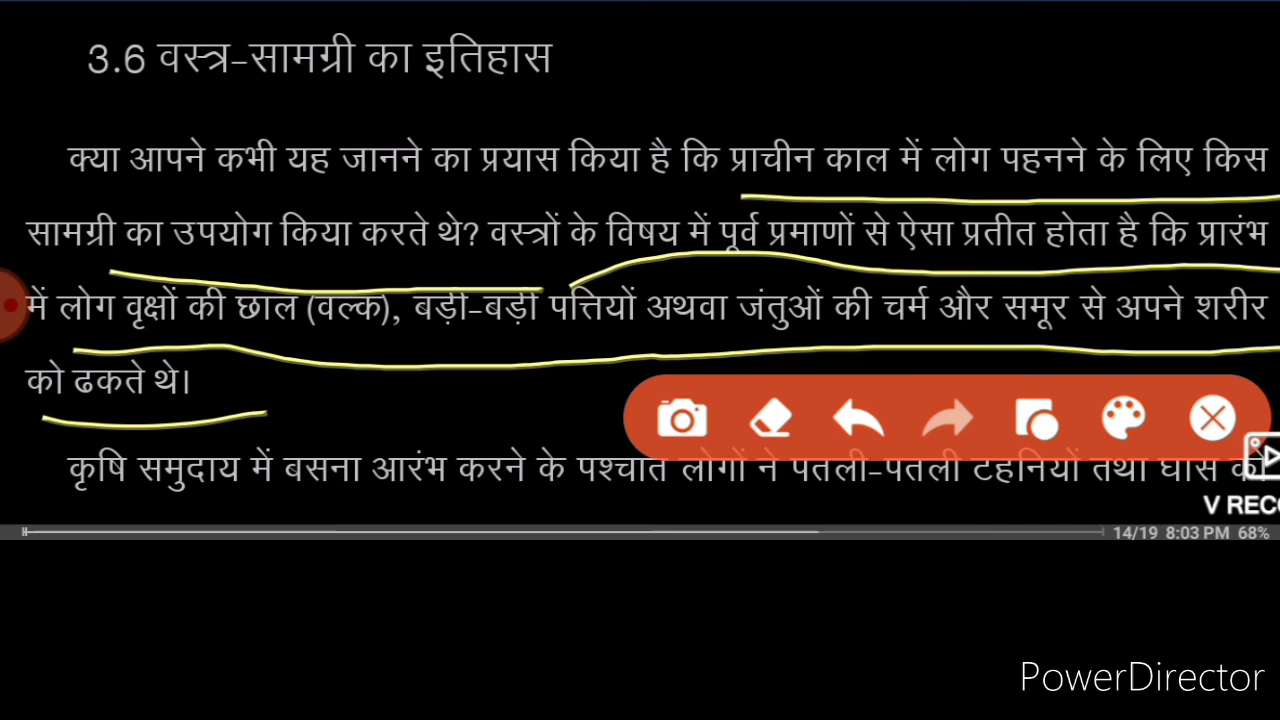 3.6 वस्त्र-सामग्री का इतिहास
क्या आपने कभी यह जानने का प्रयास किया है कि प्राचीन काल में लोग पहनने के लिए किस
सामग्री का उपयोग किया करते थे? वस्त्रों के विषय में पूर्व प्रमाणों से ऐसा प्रतीत होता है कि प्रारंभ
में लोग वृक्षों की छाल (वल्क), बड़ी-बड़ी पत्तियों अथवा जंतुओं की चर्म और समूर से अपने शरीर
को ढकते थे।
कृषि समुदाय में बसना आरंभ करने के पश्चात लोगों ने पतली-पतली टहनियों तथा घास को
V REC
14/19 8:03 PM 68%
PowerDirector